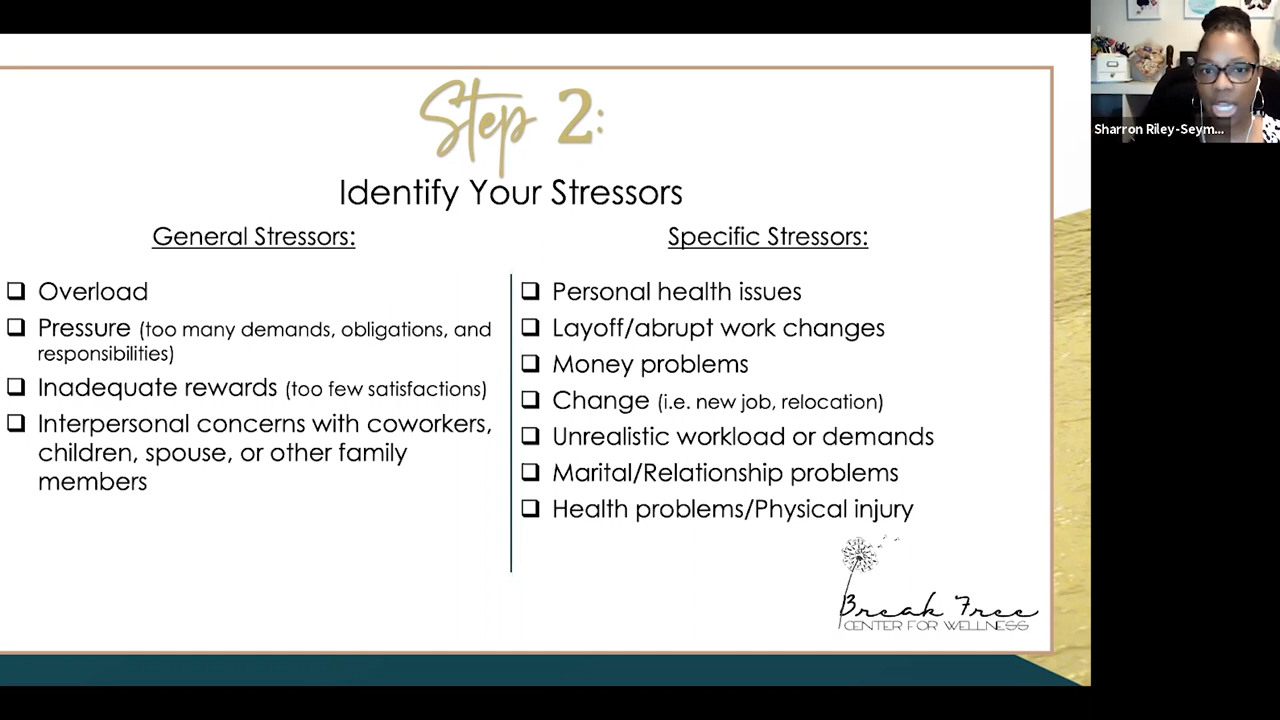 Step 2:
Identify Your Stressors
General Stressors:
❑ Overload
❑ Pressure (too many demands, obligations, and
responsibilities)
❑ Inadequate rewards (too few satisfactions)
❑ Interpersonal concerns with coworkers,
children, spouse, or other family
members
Specific Stressors:
❑ Personal health issues
❑ Layoff/abrupt work changes
❑ Money problems
❑ Change (i.e. new job, relocation)
❑ Unrealistic workload or demands
❑ Marital/Relationship problems
❑ Health problems/Physical injury
Break Free
CENTER FOR WELLNESS
Sharron Riley-Seym...